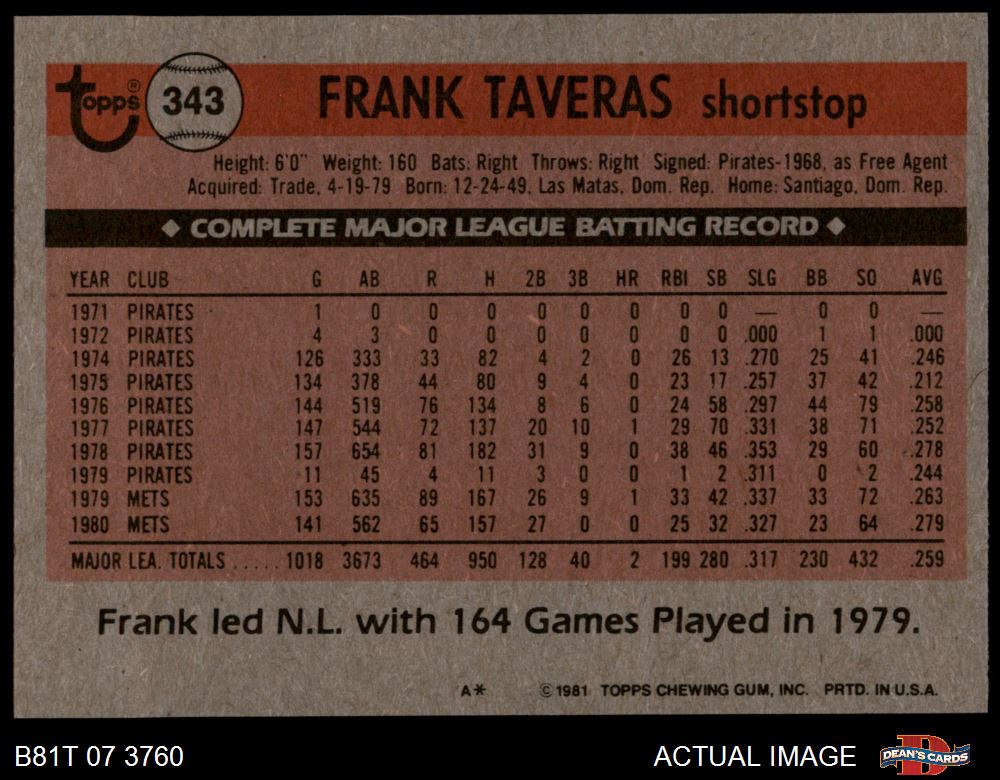 Topps® 343 FRANK TAVERAS shortstop
Height: 6'0" Weight: 160 Bats: Right Throws: Right Signed: Pirates-1968, as Free Agent
Acquired: Trade, 4-19-79 Born: 12-24-49, Las Matas, Dom. Rep. Home: Santiago, Dom. Rep.
◆ COMPLETE MAJOR LEAGUE BATTING RECORD ◆
YEAR CLUB G AB R H 2B 3B HR RBI SB SLG BB SO AVG
1971 PIRATES 1 0 0 0 0 0 0 0 0 — 0 0 —
1972 PIRATES 4 3 0 0 0 0 0 0 0 .000 1 1 .000
1974 PIRATES 126 333 33 82 4 2 0 26 13 .270 25 41 .246
1975 PIRATES 134 378 44 80 9 4 0 23 17 .257 37 42 .212
1976 PIRATES 144 519 76 134 8 6 0 24 58 .297 44 79 .258
1977 PIRATES 147 544 72 137 20 10 1 29 70 .331 38 71 .252
1978 PIRATES 157 654 81 182 31 9 0 38 46 .353 29 60 .278
1979 PIRATES 11 45 4 11 3 0 0 1 2 .311 0 2 .244
1979 METS 153 635 89 167 26 9 1 33 42 .337 33 72 .263
1980 METS 141 562 65 157 27 0 0 25 32 .327 23 64 .279
MAJOR LEA. TOTALS ..... 1018 3673 464 950 128 40 2 199 280 .317 230 432 .259
Frank led N.L. with 164 Games Played in 1979.
A* © 1981 TOPPS CHEWING GUM, INC. PRTD. IN U.S.A.
B81T 07 3760 ACTUAL IMAGE DEAN'S CARDS